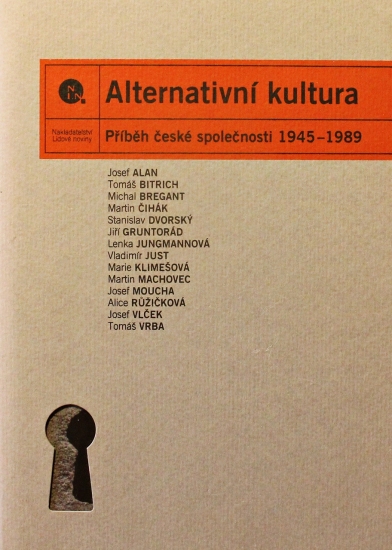 N
LN
Alternativní kultura
Nakladatelství
Lidové noviny
Příběh české společnosti 1945–1989
Josef ALAN
Tomáš BITRICH
Michal BREGANT
Martin ČIHÁK
Stanislav DVORSKÝ
Jiří GRUNTORÁD
Lenka JUNGMANNOVÁ
Vladimír JUST
Marie KLIMEŠOVÁ
Martin MACHOVEC
Josef MOUCHA
Alice RŮŽIČKOVÁ
Josef VLČEK
Tomáš VRBA